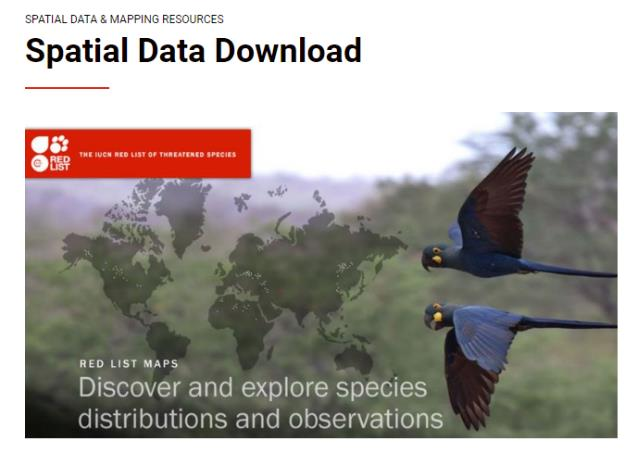 SPATIAL DATA & MAPPING RESOURCES
Spatial Data Download
RED
LIST
THE IUCN RED LIST OF THREATENED SPECIES
RED LIST MAPS
Discover and explore species
distributions and observations